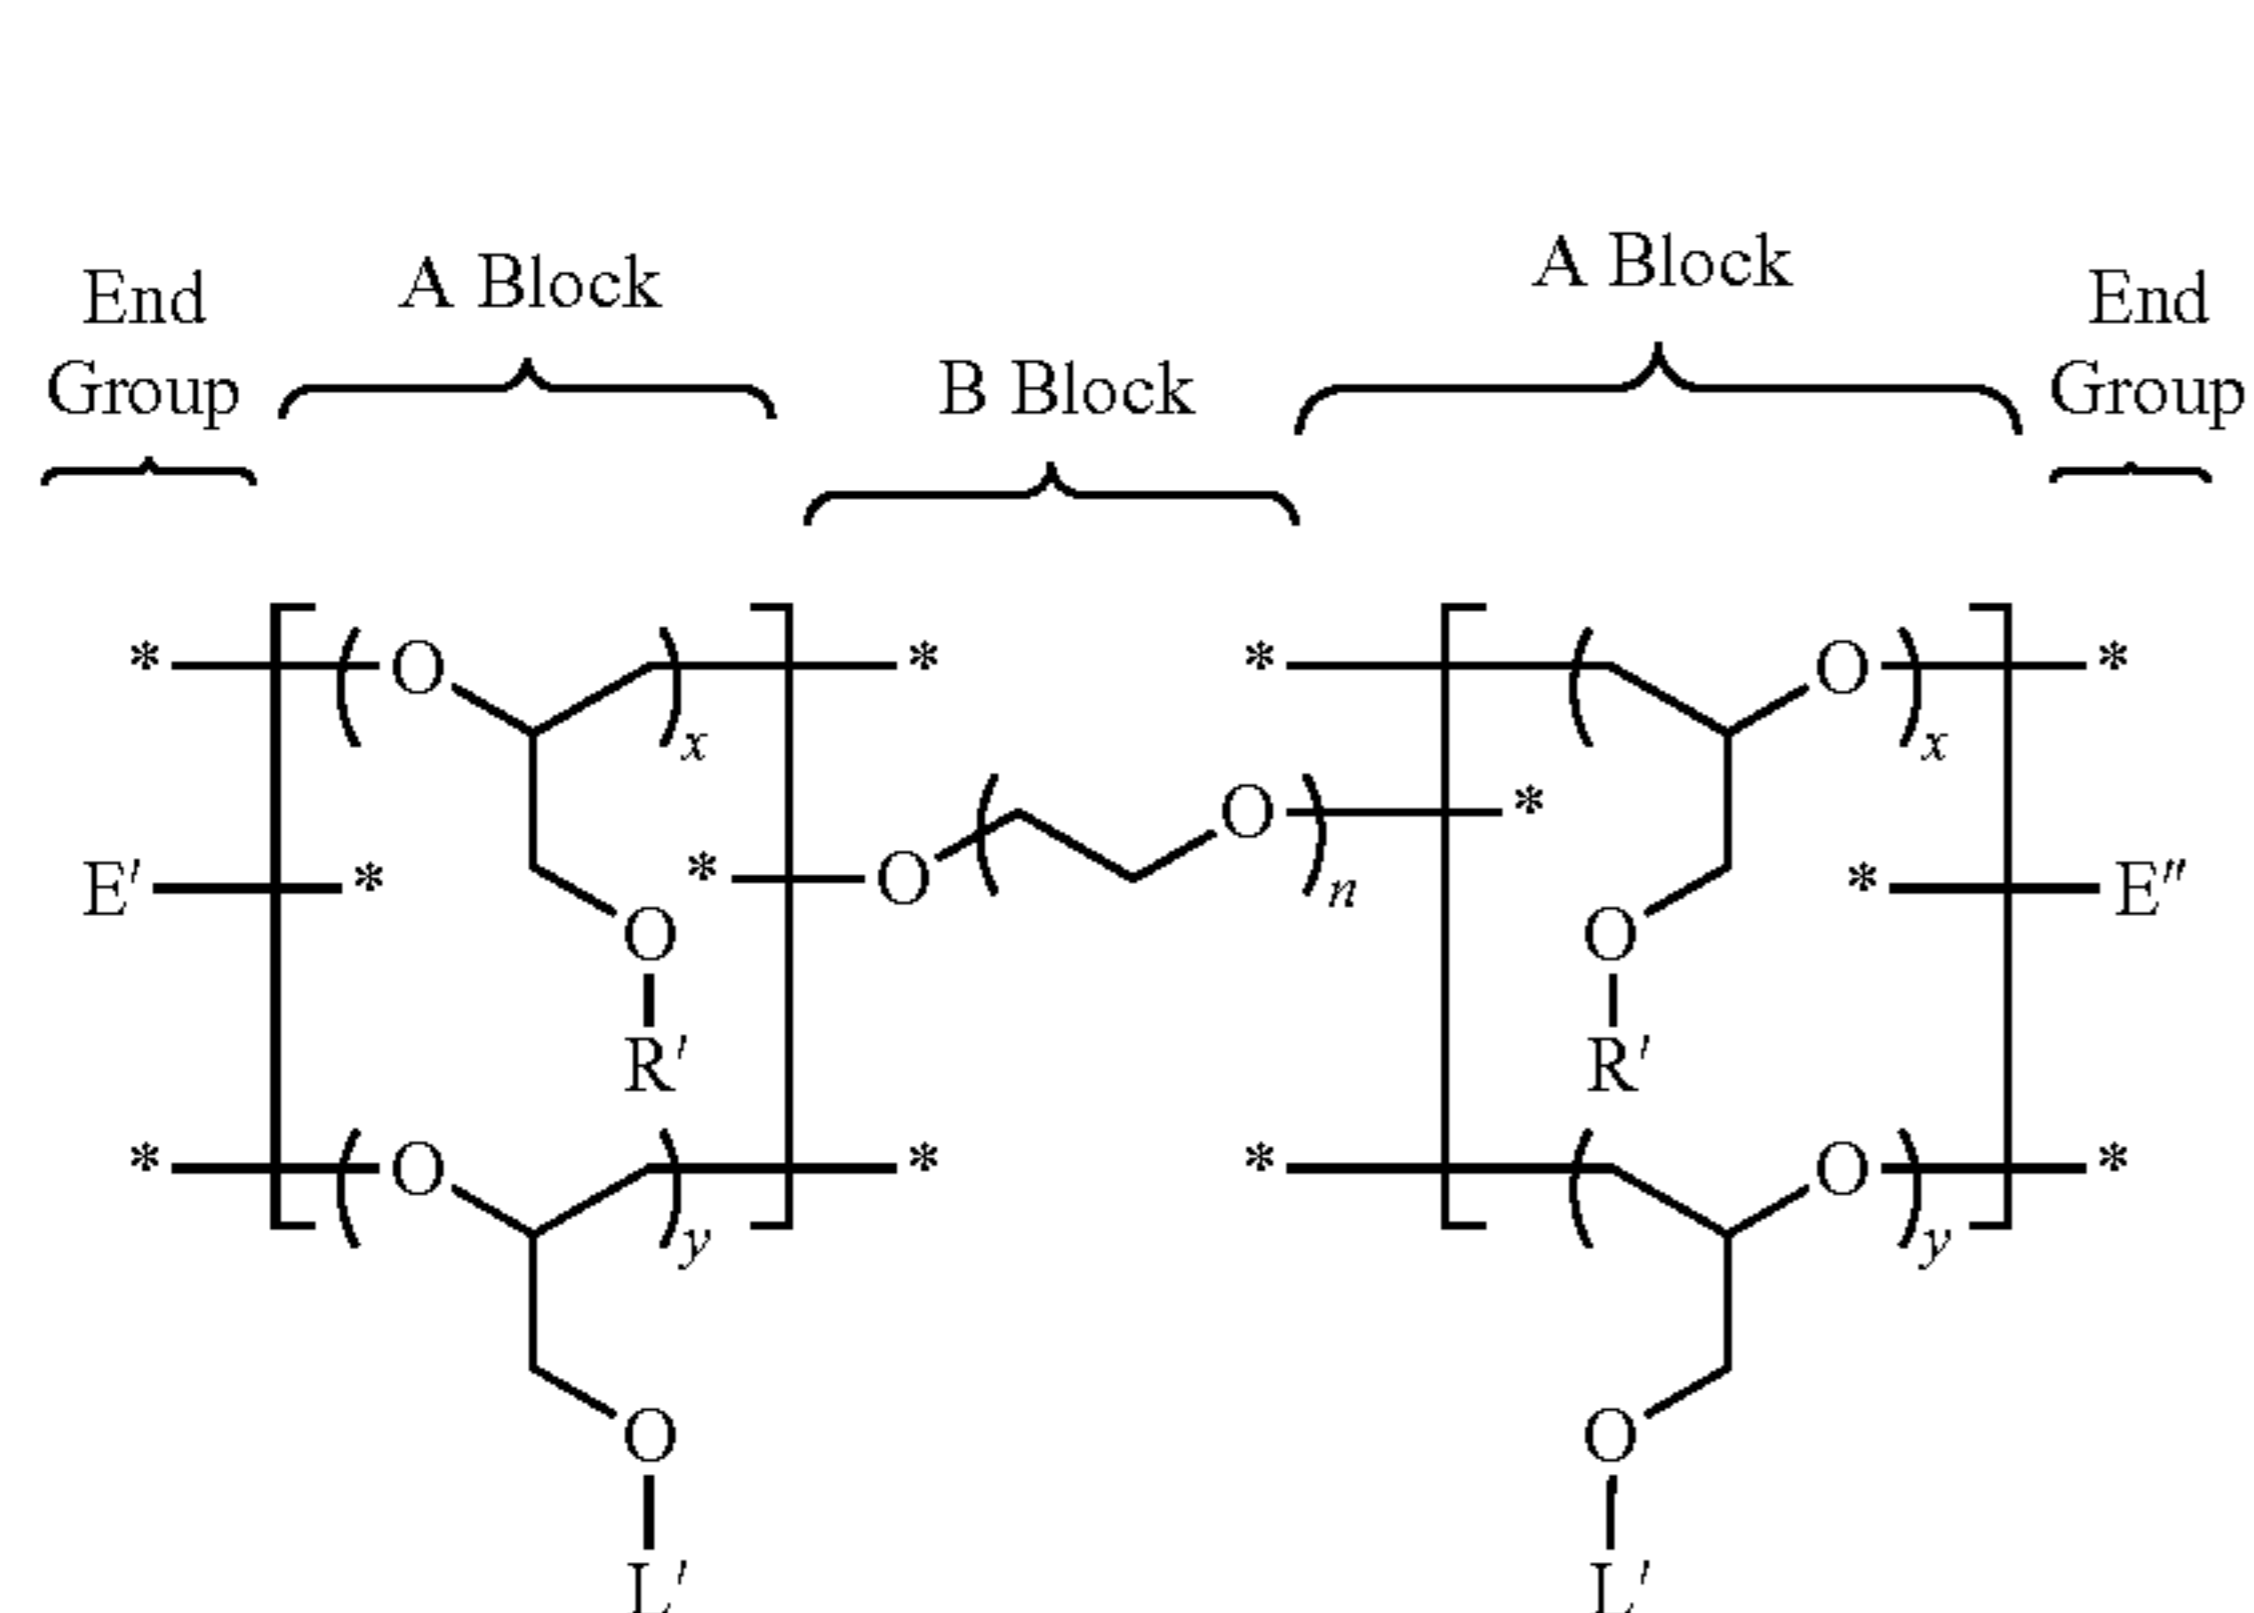 End
Group
A Block
B Block
A Block
End
Group
* ( O ) x *
* ( O ) x *
E' *
* O ( O ) n *
* E"
O
O
R'
R'
* ( O ) y *
* ( O ) y *
O
O
L'
L'